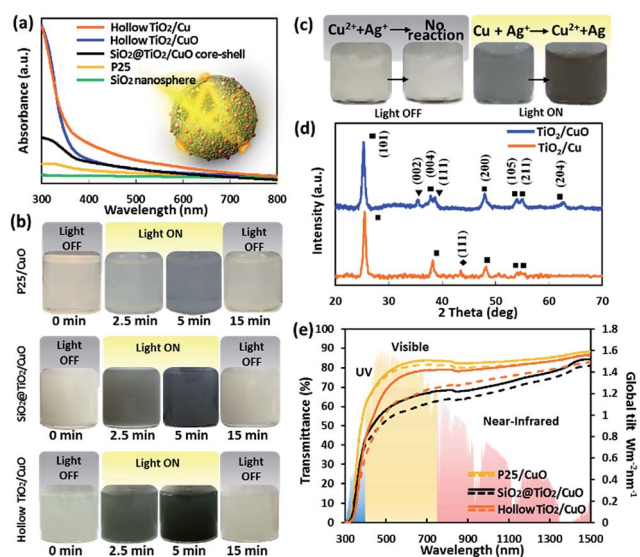 (a)
Hollow TiO2/Cu
Hollow TiO2/CuO
SiO2@TiO2/CuO core-shell
P25
SiO2 nanosphere
Absorbance (a.u.)
300 400 500 600 700 800
Wavelength (nm)
(b)
Light OFF
Light ON
Light OFF
P25/CuO
0 min 2.5 min 5 min 15 min
Light OFF
Light ON
Light OFF
SiO2@TiO2/CuO
0 min 2.5 min 5 min 15 min
Light OFF
Light ON
Light OFF
Hollow TiO2/CuO
0 min 2.5 min 5 min 15 min
(c)
Cu2++Ag+ → No reaction
Cu + Ag+ → Cu2++Ag
Light OFF
Light ON
(d)
TiO2/CuO
TiO2/Cu
(101)
(002)
(004)
(111)
(200)
(105)
(211)
(204)
(111)
Intensity (a.u.)
20 30 40 50 60 70
2 Theta (deg)
(e)
100
90
80
70
60
50
40
30
20
10
0
Transmittance (%)
UV
Visible
Near-Infrared
P25/CuO
SiO2@TiO2/CuO
Hollow TiO2/CuO
1.8
1.6
1.4
1.2
1
0.8
0.6
0.4
0.2
0
Global tilt Wm-2nm-1
300 500 700 900 1100 1300 1500
Wavelength (nm)